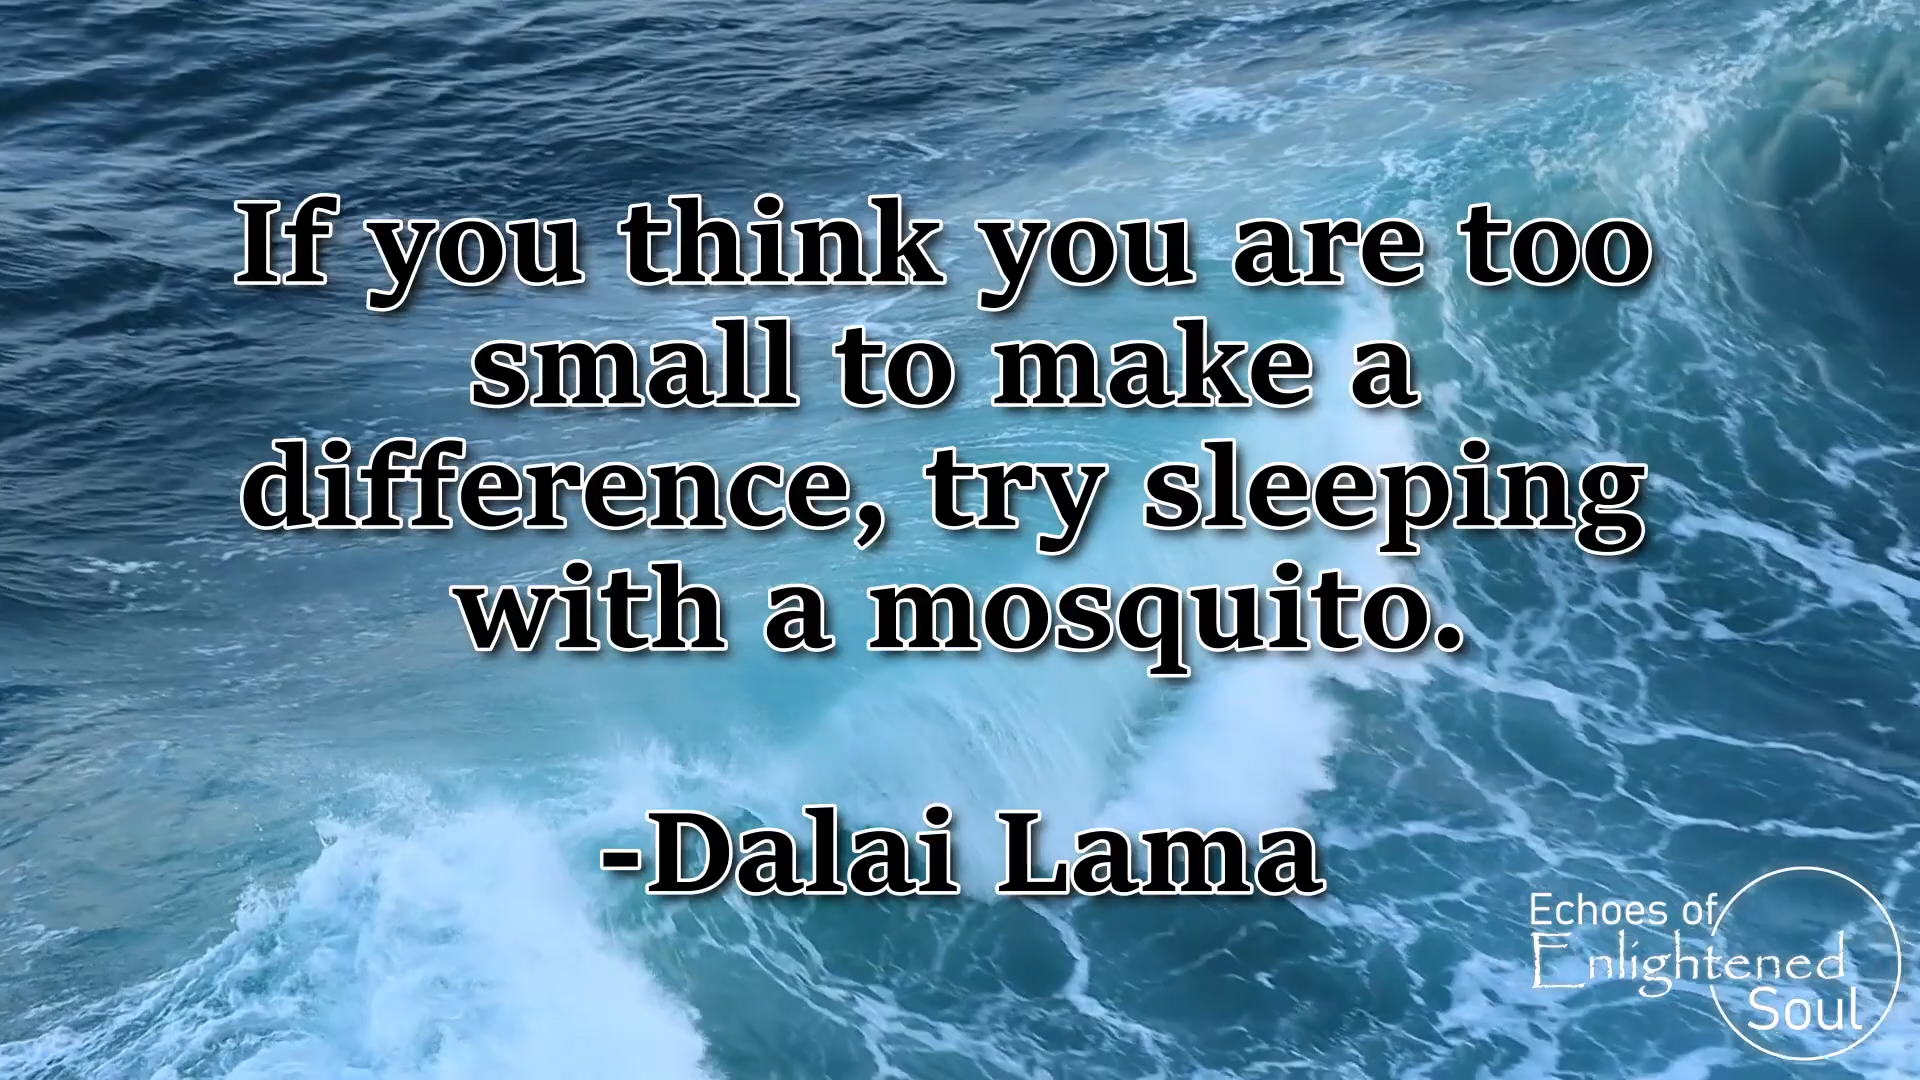 If you think you are too
small to make a
difference, try sleeping
with a mosquito.
-Dalai Lama
Echoes of
Enlightened
Soul